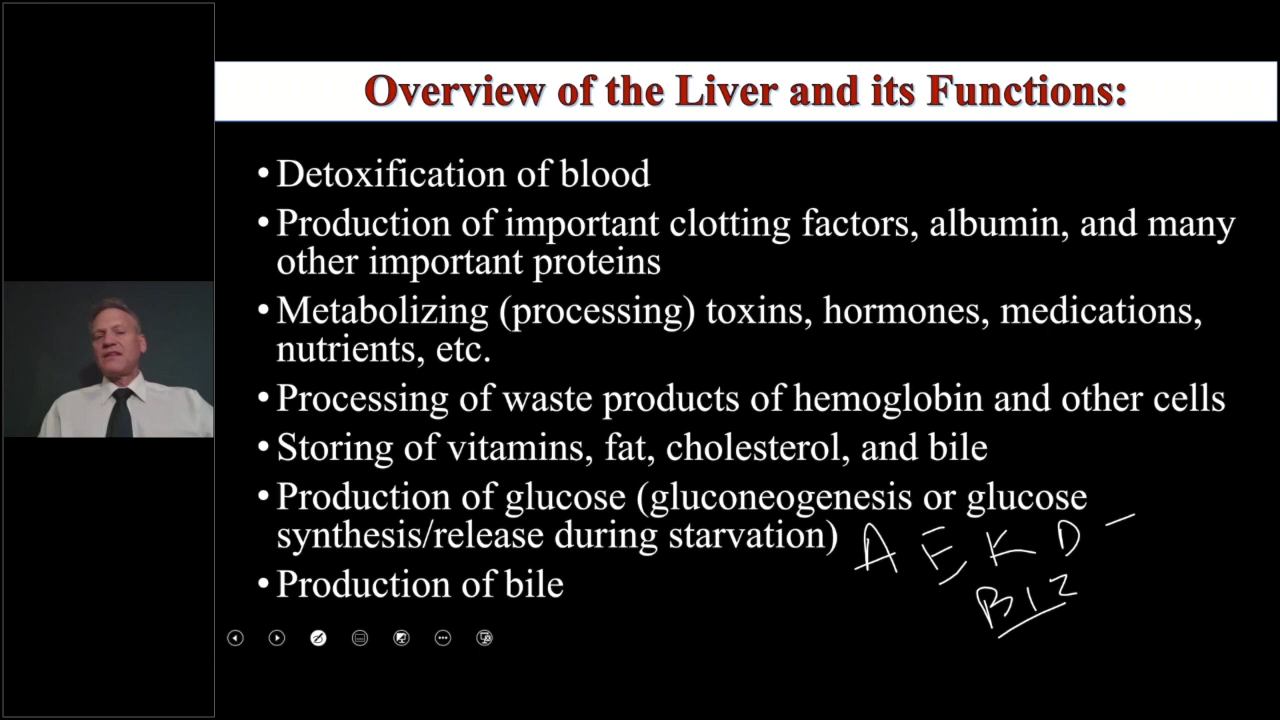 Overview of the Liver and its Functions:
• Detoxification of blood
• Production of important clotting factors, albumin, and many
other important proteins
• Metabolizing (processing) toxins, hormones, medications,
nutrients, etc.
• Processing of waste products of hemoglobin and other cells
• Storing of vitamins, fat, cholesterol, and bile
• Production of glucose (gluconeogenesis or glucose
synthesis/release during starvation)
A E K D -
B12
• Production of bile